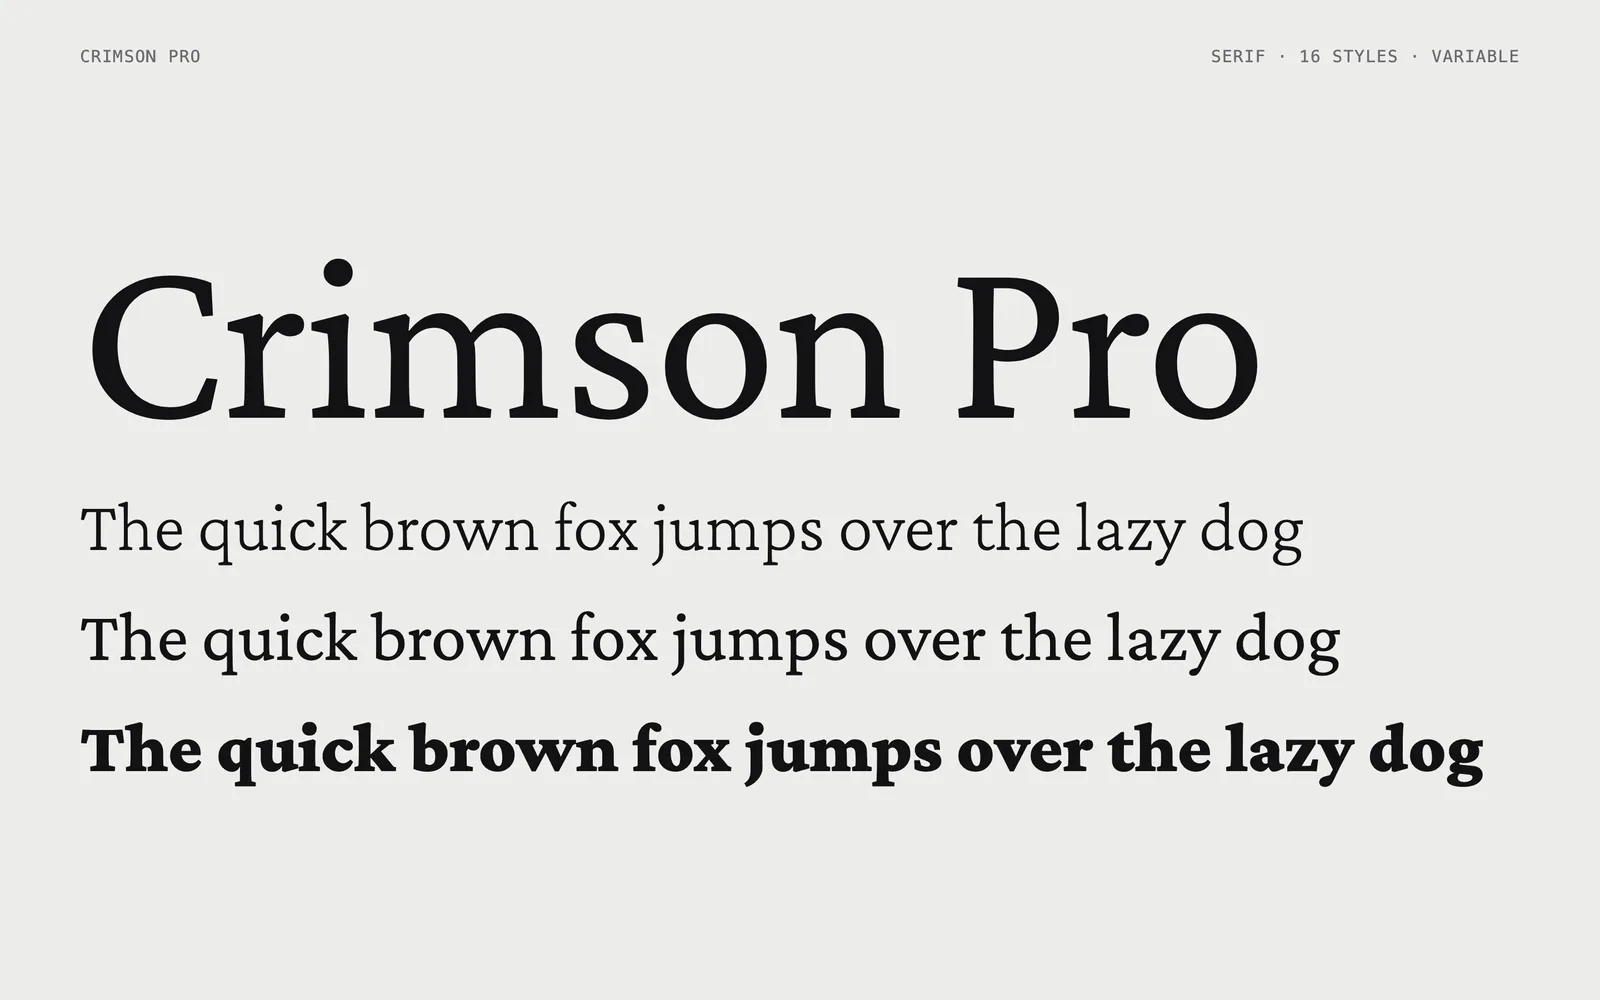 CRIMSON PRO
SERIF · 16 STYLES · VARIABLE
Crimson Pro
The quick brown fox jumps over the lazy dog
The quick brown fox jumps over the lazy dog
The quick brown fox jumps over the lazy dog